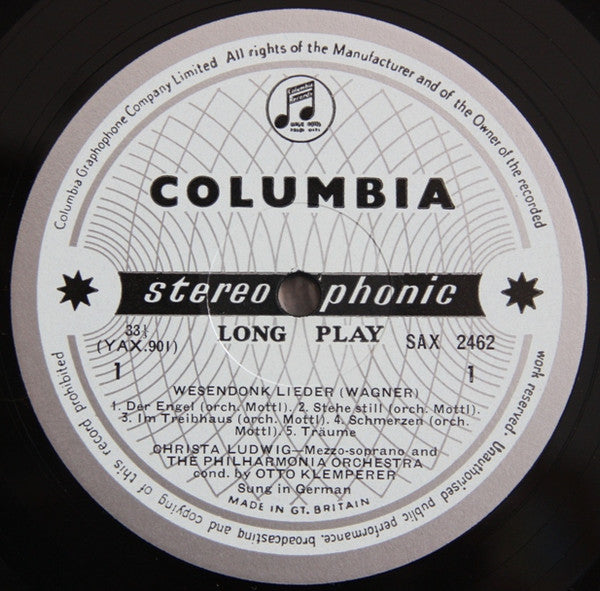 Columbia Graphophone Company Limited All rights of the Manufacturer and of the Owner of the recorded
work reserved. Unauthorised public performance, broadcasting and copying of this record prohibited
Columbia
Records
COLUMBIA
stereophonic
33⅓
LONG PLAY
SAX 2462
(YAX.901)
1
1
WESENDONK LIEDER (WAGNER)
1. Der Engel (orch. Mottl). 2. Stehe still (orch. Mottl).
3. Im Treibhaus (orch. Mottl). 4. Schmerzen (orch.
Mottl). 5. Träume
CHRISTA LUDWIG—Mezzo-soprano and
THE PHILHARMONIA ORCHESTRA
cond. by OTTO KLEMPERER
Sung in German
MADE IN GT. BRITAIN